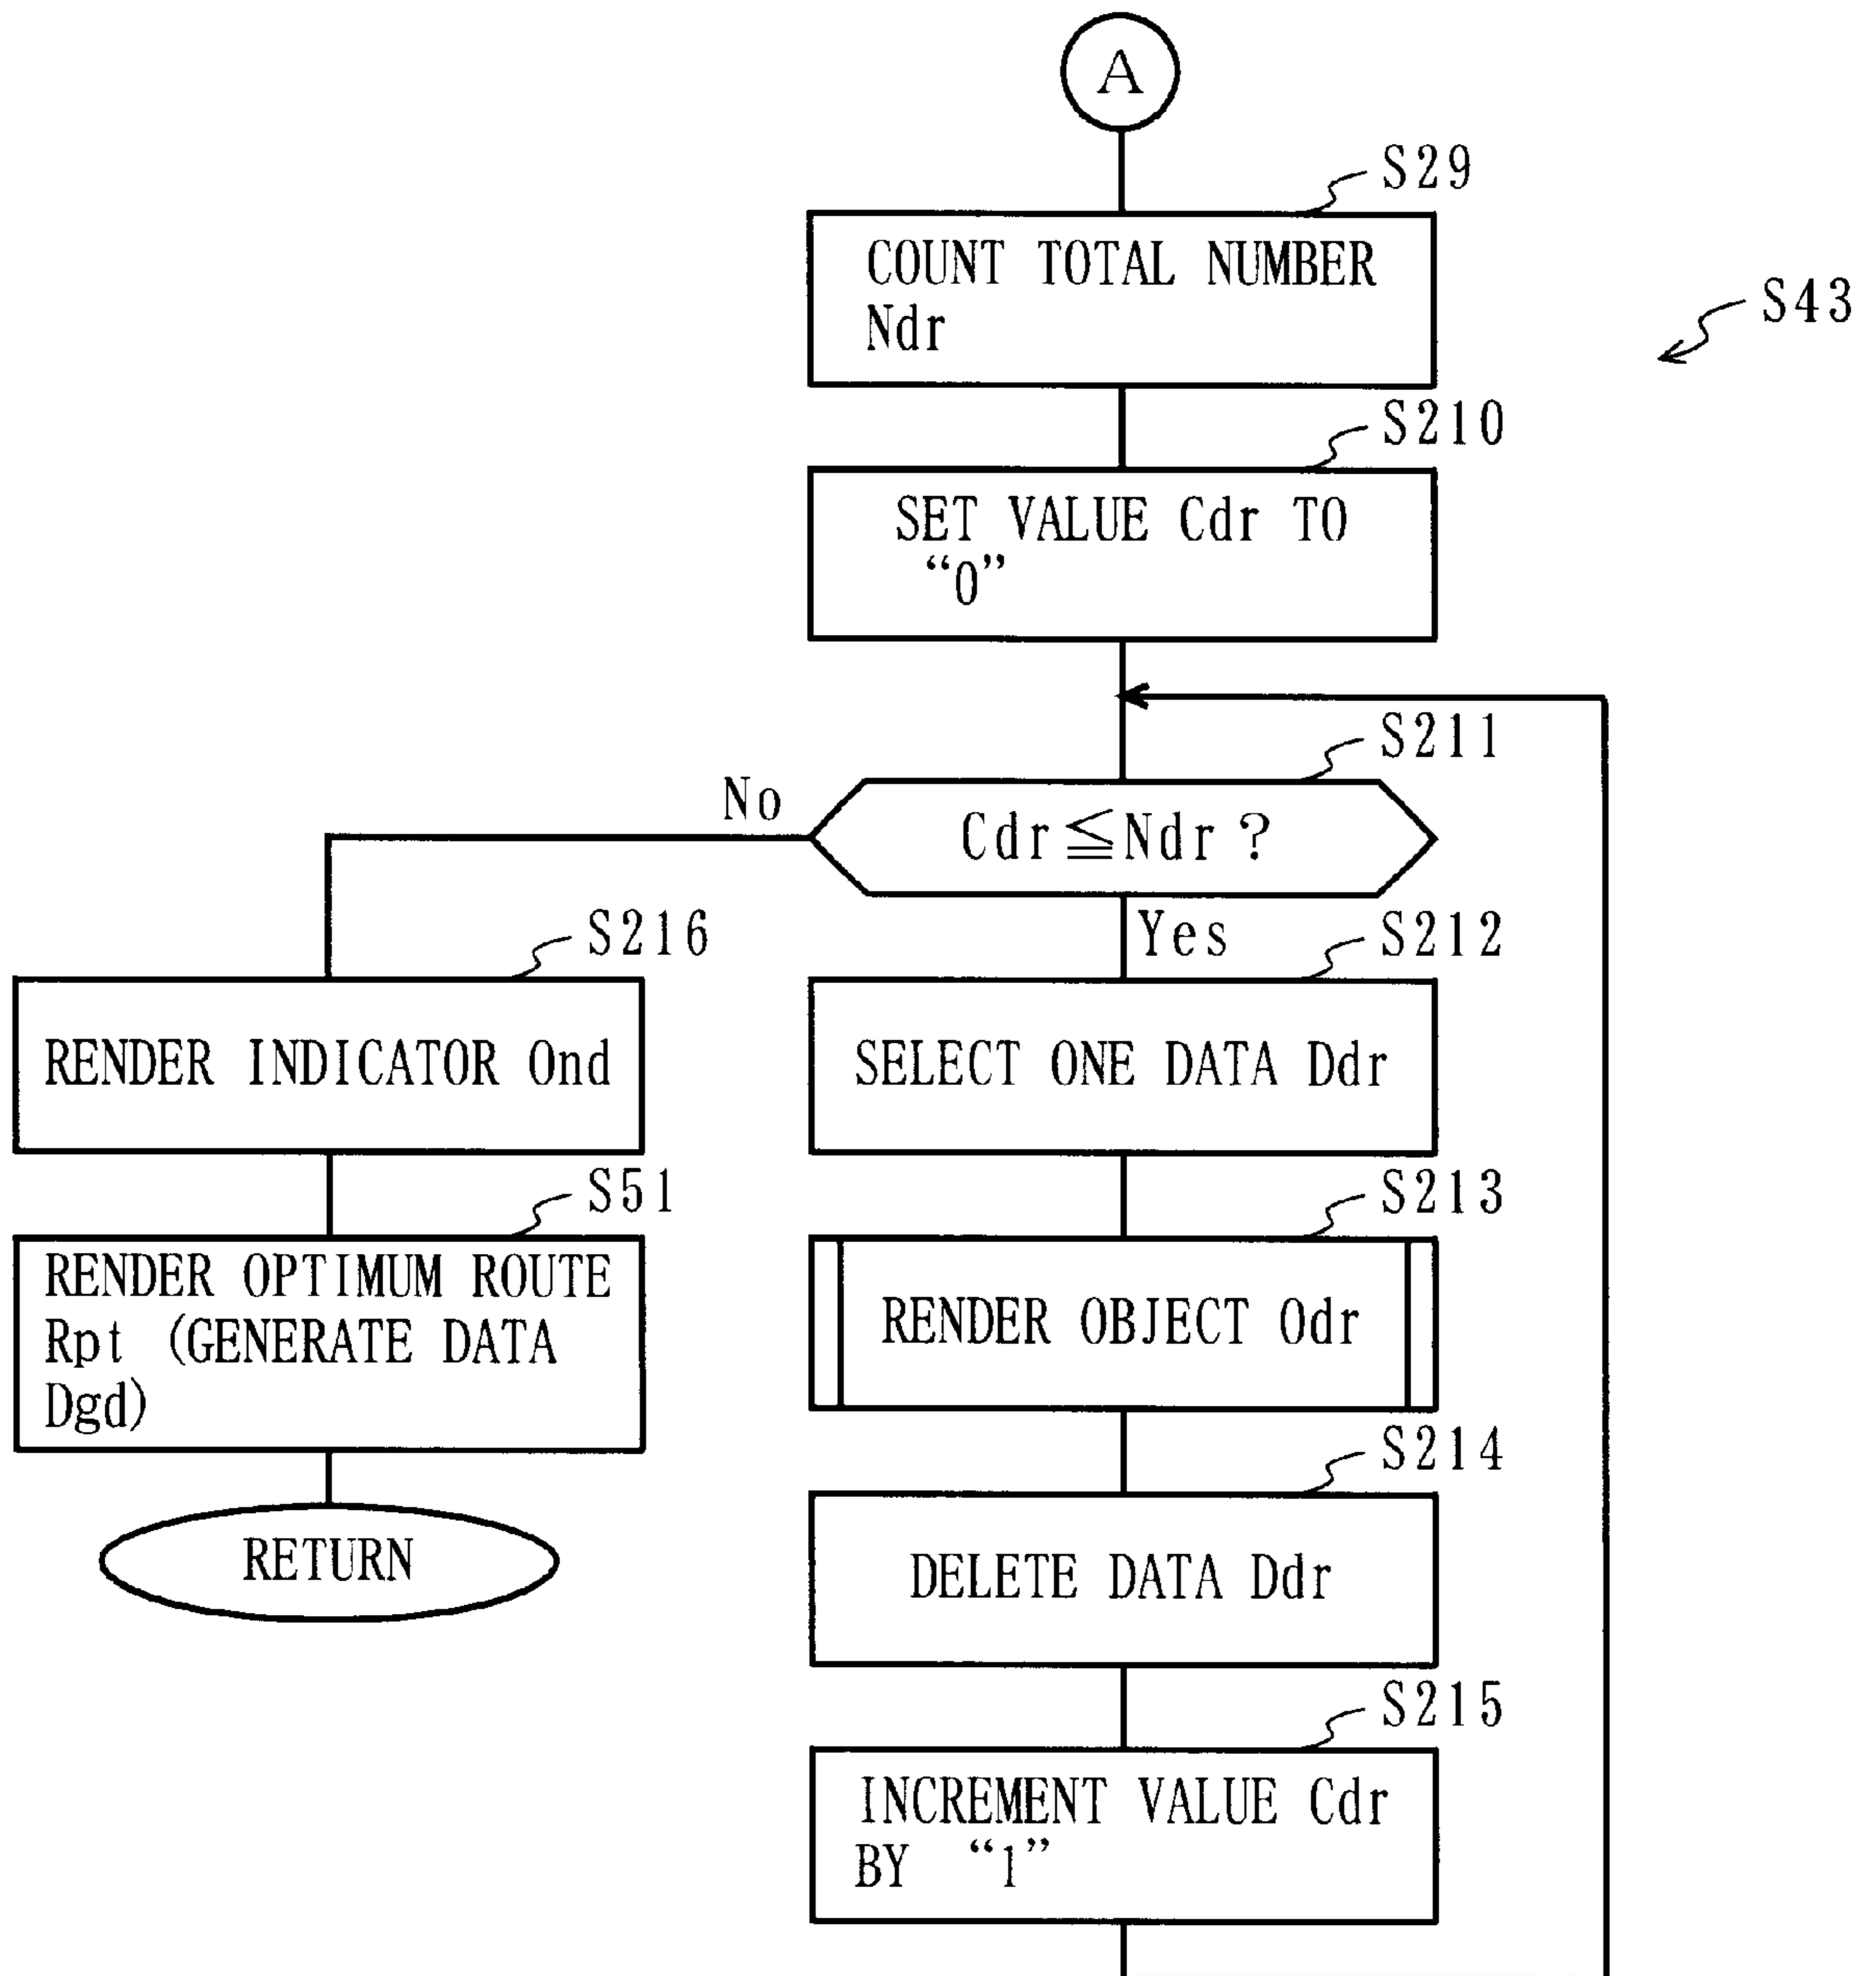 A
S29
COUNT TOTAL NUMBER
Ndr
S43
S210
SET VALUE Cdr TO
“0”
S211
No
Cdr≦Ndr?
Yes
S216
S212
RENDER INDICATOR Ond
SELECT ONE DATA Ddr
S51
S213
RENDER OPTIMUM ROUTE
Rpt (GENERATE DATA
Dgd)
RENDER OBJECT Odr
S214
RETURN
DELETE DATA Ddr
S215
INCREMENT VALUE Cdr
BY “1”